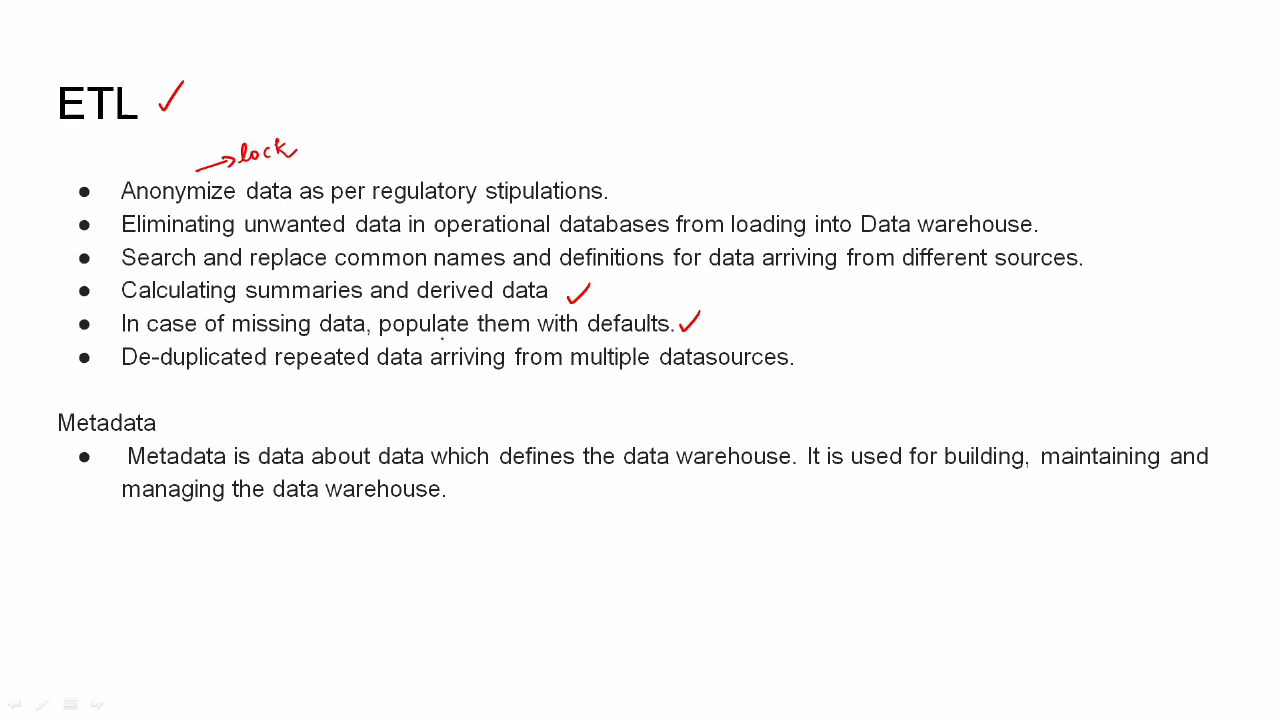 ETL
lock
● Anonymize data as per regulatory stipulations.
● Eliminating unwanted data in operational databases from loading into Data warehouse.
● Search and replace common names and definitions for data arriving from different sources.
● Calculating summaries and derived data
● In case of missing data, populate them with defaults.
● De-duplicated repeated data arriving from multiple datasources.
Metadata
● Metadata is data about data which defines the data warehouse. It is used for building, maintaining and
managing the data warehouse.